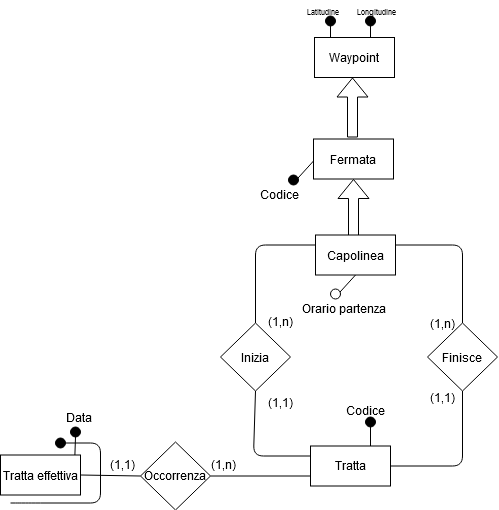 Latitudine
Longitudine
Waypoint
Fermata
Codice
Capolinea
Orario partenza
(1,n)
(1,n)
Inizia
Finisce
(1,1)
(1,1)
Codice
Data
Tratta effettiva
(1,1)
Occorrenza
(1,n)
Tratta